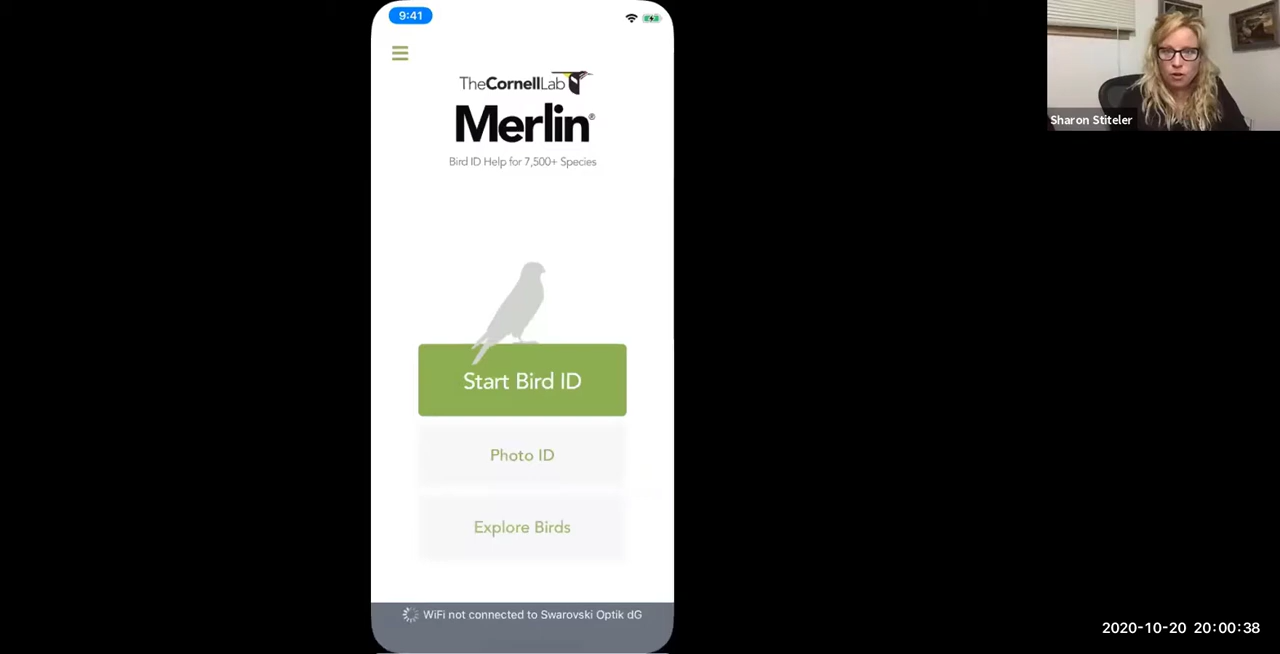 9:41
TheCornellLab
Merlin®
Bird ID Help for 7,500+ Species
Start Bird ID
Photo ID
Explore Birds
WiFi not connected to Swarovski Optik dG
Sharon Stiteler
2020-10-20 20:00:38